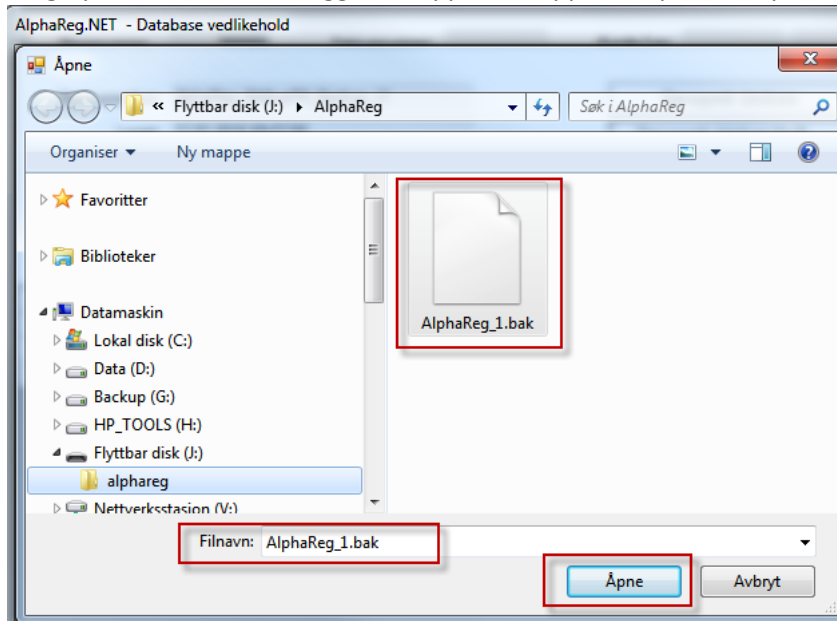 AlphaReg.NET - Database vedlikehold
Åpne
« Flyttbar disk (J:) AlphaReg
Søk i AlphaReg
Organiser Ny mappe
Favoritter
Biblioteker
Datamaskin
Lokal disk (C:)
Data (D:)
Backup (G:)
HP_TOOLS (H:)
Flyttbar disk (J:)
alphareg
Nettverksstasion (V:)
AlphaReg_1.bak
Filnavn: AlphaReg_1.bak
Åpne Avbryt